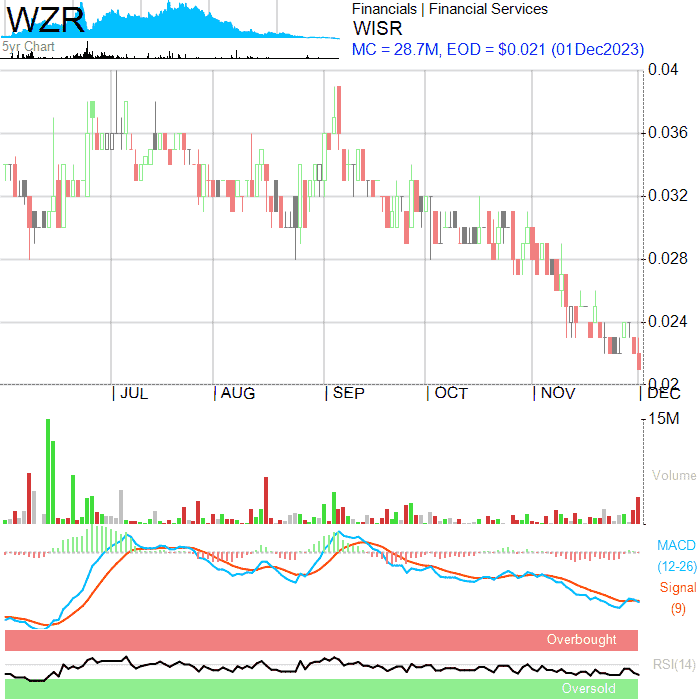 WZR
5yr Chart
Financials | Financial Services
WISR
MC = 28.7M, EOD = $0.021 (01Dec2023)
0.04
0.036
0.032
0.028
0.024
0.02
JUL
AUG
SEP
OCT
NOV
DEC
15M
Volume
MACD
(12-26)
Signal
(9)
Overbought
RSI(14)
Oversold